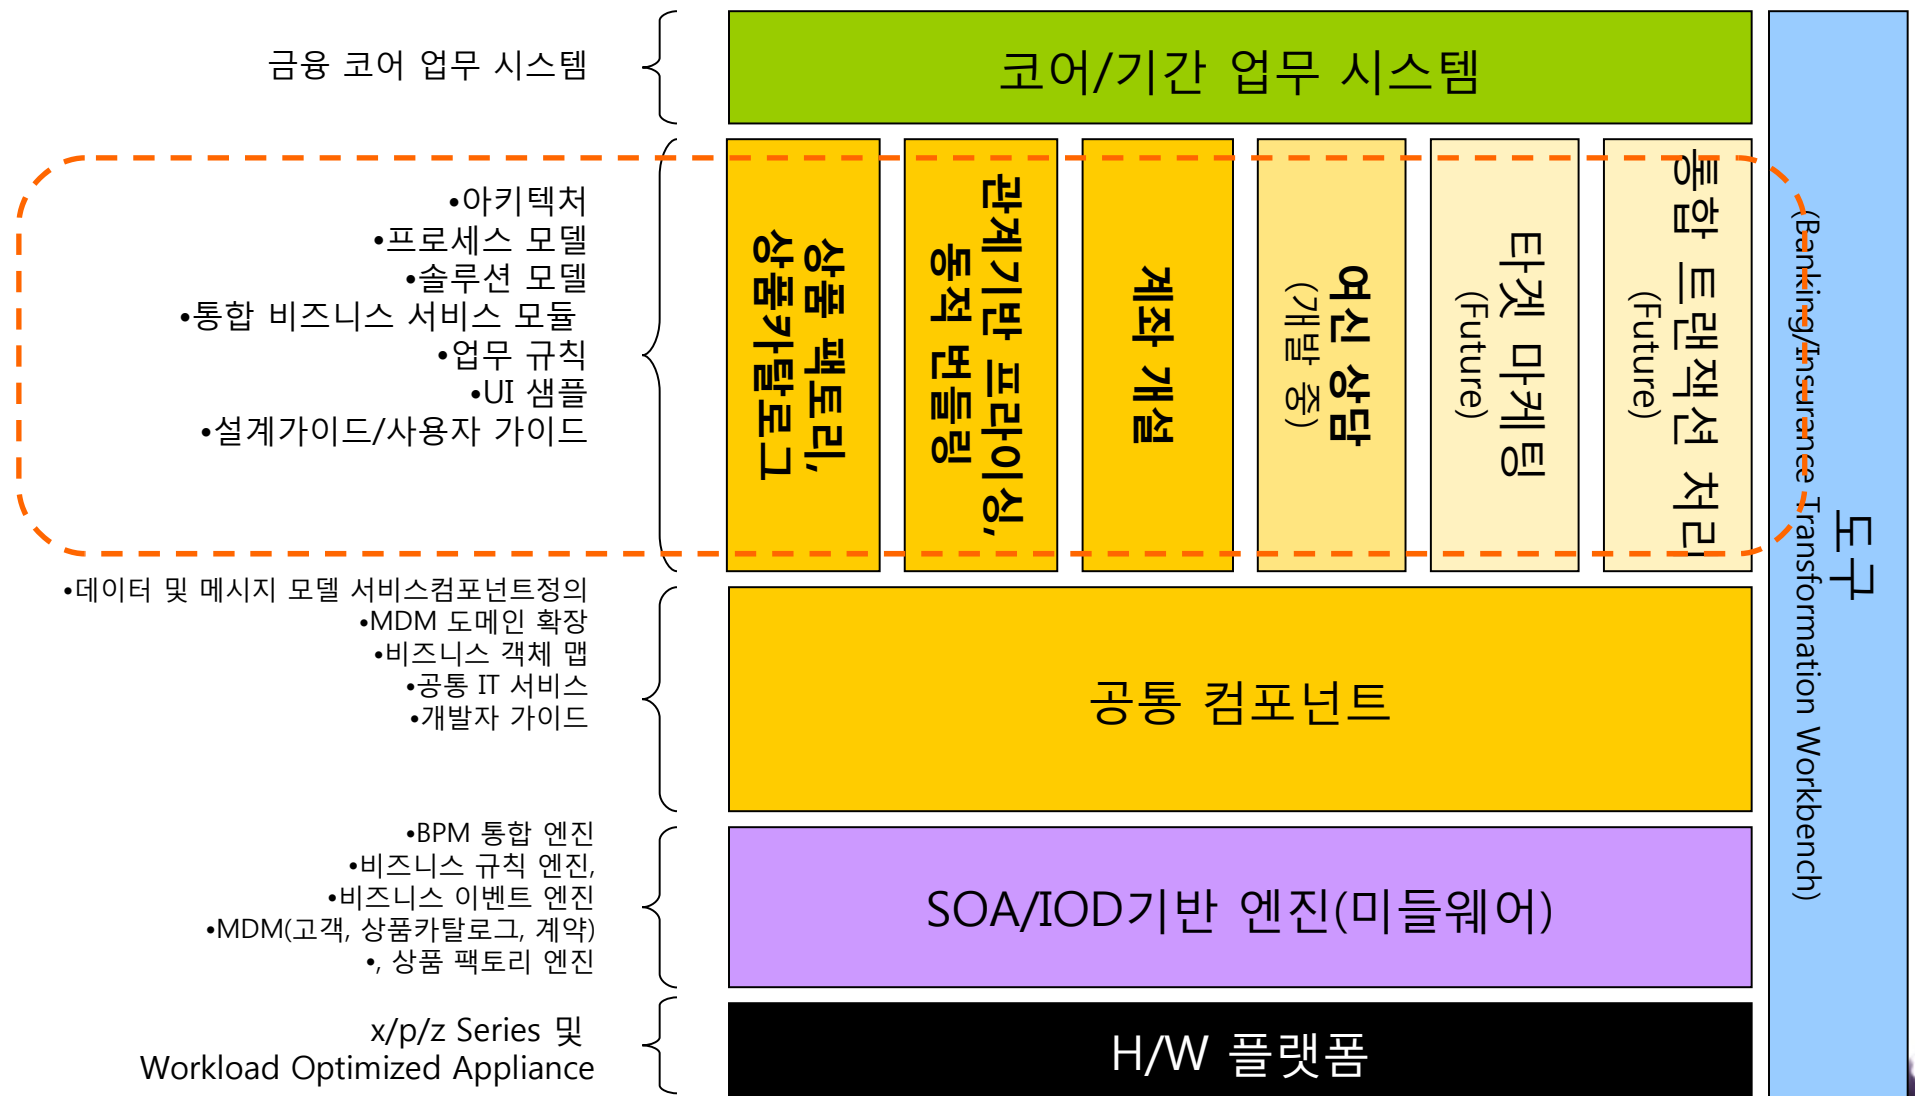 금융 코어 업무 시스템
코어/기간 업무 시스템
•아키텍처
•프로세스 모델
•솔루션 모델
•통합 비즈니스 서비스 모듈
•업무 규칙
•UI 샘플
•설계가이드/사용자 가이드
상품 팩토리,
상품카탈로그
관계기반 프라이싱,
동적 번들링
계좌 개설
여신 상담
(개발 중)
타겟 마케팅
(Future)
통합 트랜잭션 처리
(Future)
도구
(Banking/Insurance Transformation Workbench)
•데이터 및 메시지 모델 서비스컴포넌트정의
•MDM 도메인 확장
•비즈니스 객체 맵
•공통 IT 서비스
•개발자 가이드
공통 컴포넌트
•BPM 통합 엔진
•비즈니스 규칙 엔진,
•비즈니스 이벤트 엔진
•MDM(고객, 상품카탈로그, 계약)
•, 상품 팩토리 엔진
SOA/IOD기반 엔진(미들웨어)
x/p/z Series 및
Workload Optimized Appliance
H/W 플랫폼